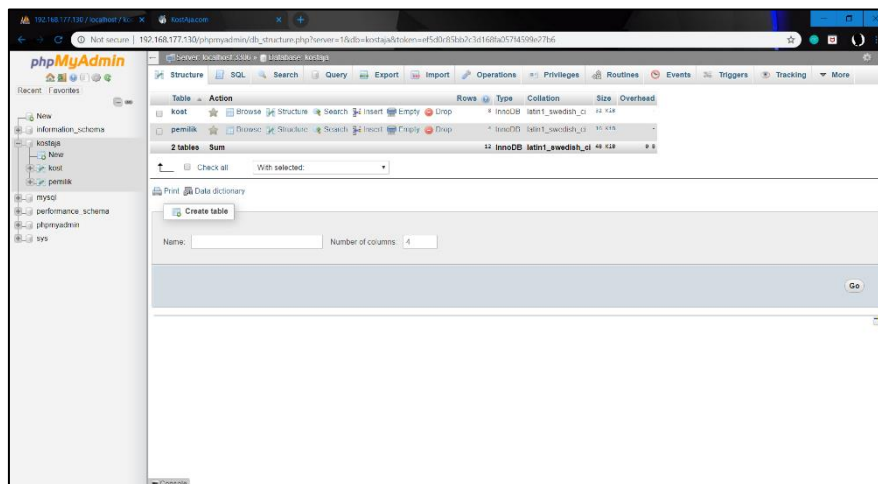 192.168.177.130 / localhost / ko
KostAja.com
Not secure | 192.168.177.130/phpmyadmin/db_structure.php?server=1&db=kostaja&token=ef5d0c85bb2c3d168fa057f4599e27b6
phpMyAdmin
Recent Favorites
New
information_schema
kostaja
New
kost
pemilik
mysql
performance_schema
phpmyadmin
sys
Server: localhost:3306 » Database: kostaja
Structure SQL Search Query Export Import Operations Privileges Routines Events Triggers Tracking More
Table Action Rows Type Collation Size Overhead
kost Browse Structure Search Insert Empty Drop InnoDB latin1_swedish_ci
pemilik Browse Structure Search Insert Empty Drop InnoDB latin1_swedish_ci -
2 tables Sum 12 InnoDB latin1_swedish_ci
Check all With selected:
Print Data dictionary
Create table
Name: Number of columns: 4
Go
Console